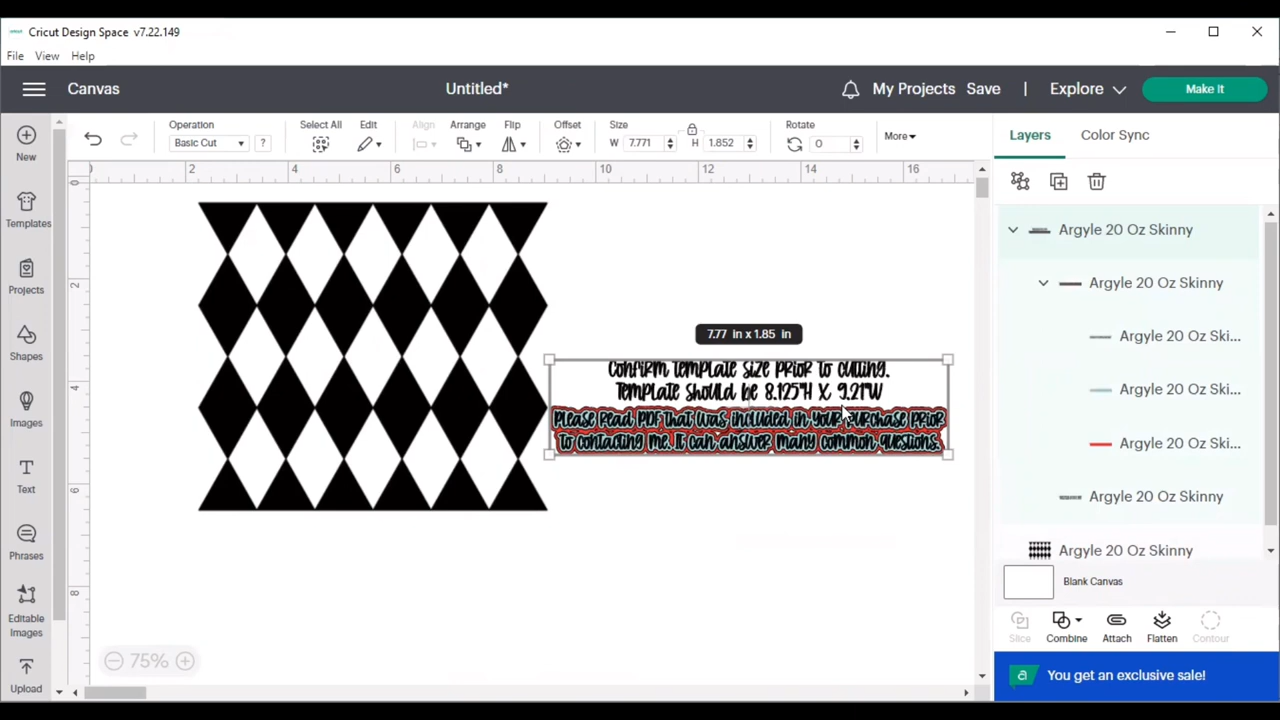 Cricut Design Space v7.22.149
File View Help
Canvas Untitled* My Projects Save | Explore Make It
Operation Select All Edit Align Arrange Flip Offset Size Rotate
Basic Cut ? W 7.771 H 1.852 0 More
New
Templates
Projects
Shapes
Images
Text
Phrases
Editable
Images
Upload
2 4 6 8 10 12 14 16
0
2
4
6
8
7.77 in x 1.85 in
Confirm template size prior to cutting.
Template should be 8.125"H X 9.21"W
Please Read PDF that was included in your purchase prior
to contacting me. It can answer many common questions.
75%
Layers Color Sync
Argyle 20 Oz Skinny
Argyle 20 Oz Skinny
Argyle 20 Oz Ski...
Argyle 20 Oz Ski...
Argyle 20 Oz Ski...
Argyle 20 Oz Skinny
Argyle 20 Oz Skinny
Blank Canvas
Slice Combine Attach Flatten Contour
a You get an exclusive sale!